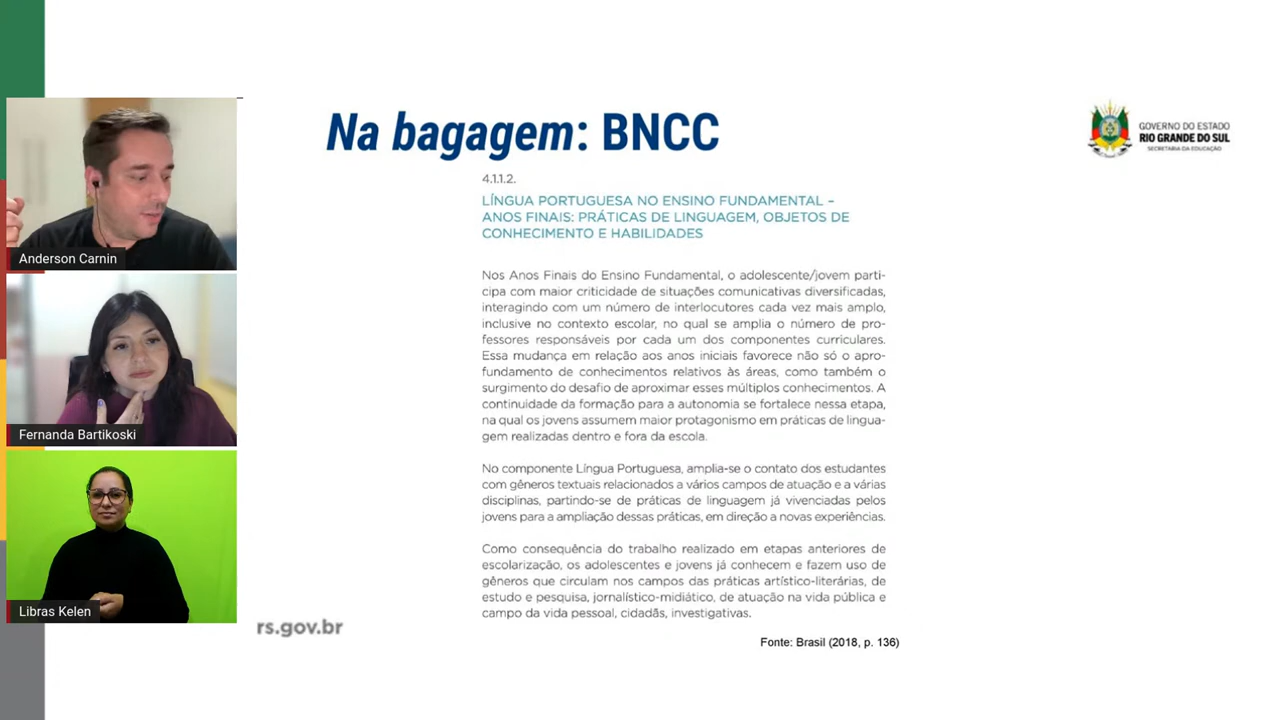 Na bagagem: BNCC
GOVERNO DO ESTADO
RIO GRANDE DO SUL
SECRETARIA DA EDUCAÇÃO
4.1.1.2.
LÍNGUA PORTUGUESA NO ENSINO FUNDAMENTAL –
ANOS FINAIS: PRÁTICAS DE LINGUAGEM, OBJETOS DE
CONHECIMENTO E HABILIDADES
Nos Anos Finais do Ensino Fundamental, o adolescente/jovem parti-
cipa com maior criticidade de situações comunicativas diversificadas,
interagindo com um número de interlocutores cada vez mais amplo,
inclusive no contexto escolar, no qual se amplia o número de pro-
fessores responsáveis por cada um dos componentes curriculares.
Essa mudança em relação aos anos iniciais favorece não só o apro-
fundamento de conhecimentos relativos às áreas, como também o
surgimento do desafio de aproximar esses múltiplos conhecimentos. A
continuidade da formação para a autonomia se fortalece nessa etapa,
na qual os jovens assumem maior protagonismo em práticas de lingua-
gem realizadas dentro e fora da escola.
No componente Língua Portuguesa, amplia-se o contato dos estudantes
com gêneros textuais relacionados a vários campos de atuação e a várias
disciplinas, partindo-se de práticas de linguagem já vivenciadas pelos
jovens para a ampliação dessas práticas, em direção a novas experiências.
Como consequência do trabalho realizado em etapas anteriores de
escolarização, os adolescentes e jovens já conhecem e fazem uso de
gêneros que circulam nos campos das práticas artístico-literárias, de
estudo e pesquisa, jornalístico-midiático, de atuação na vida pública e
campo da vida pessoal, cidadãs, investigativas.
Fonte: Brasil (2018, p. 136)
rs.gov.br
Anderson Carnin
Fernanda Bartikoski
Libras Kelen